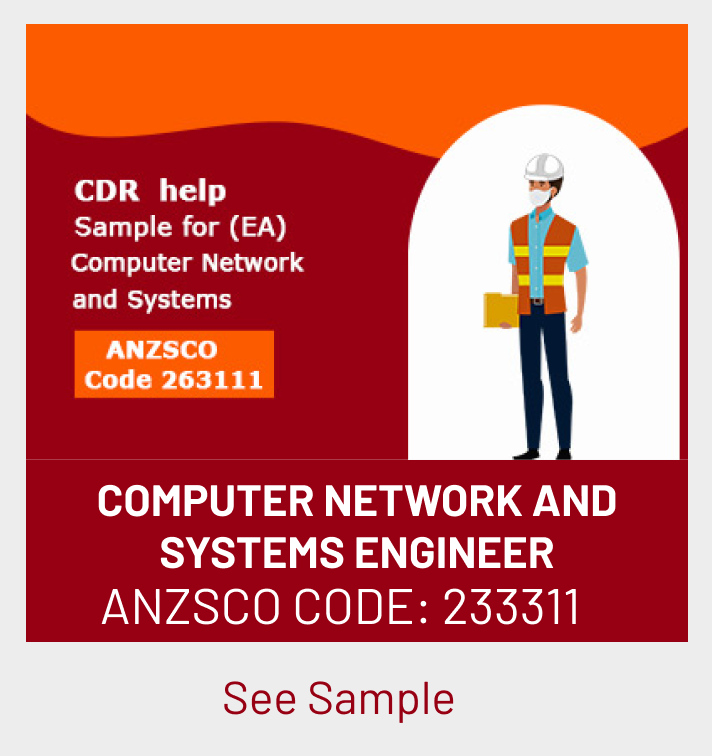 CDR help
Sample for (EA)
Computer Network
and Systems
ANZSCO
Code 263111
COMPUTER NETWORK AND
SYSTEMS ENGINEER
ANZSCO CODE: 233311
See Sample